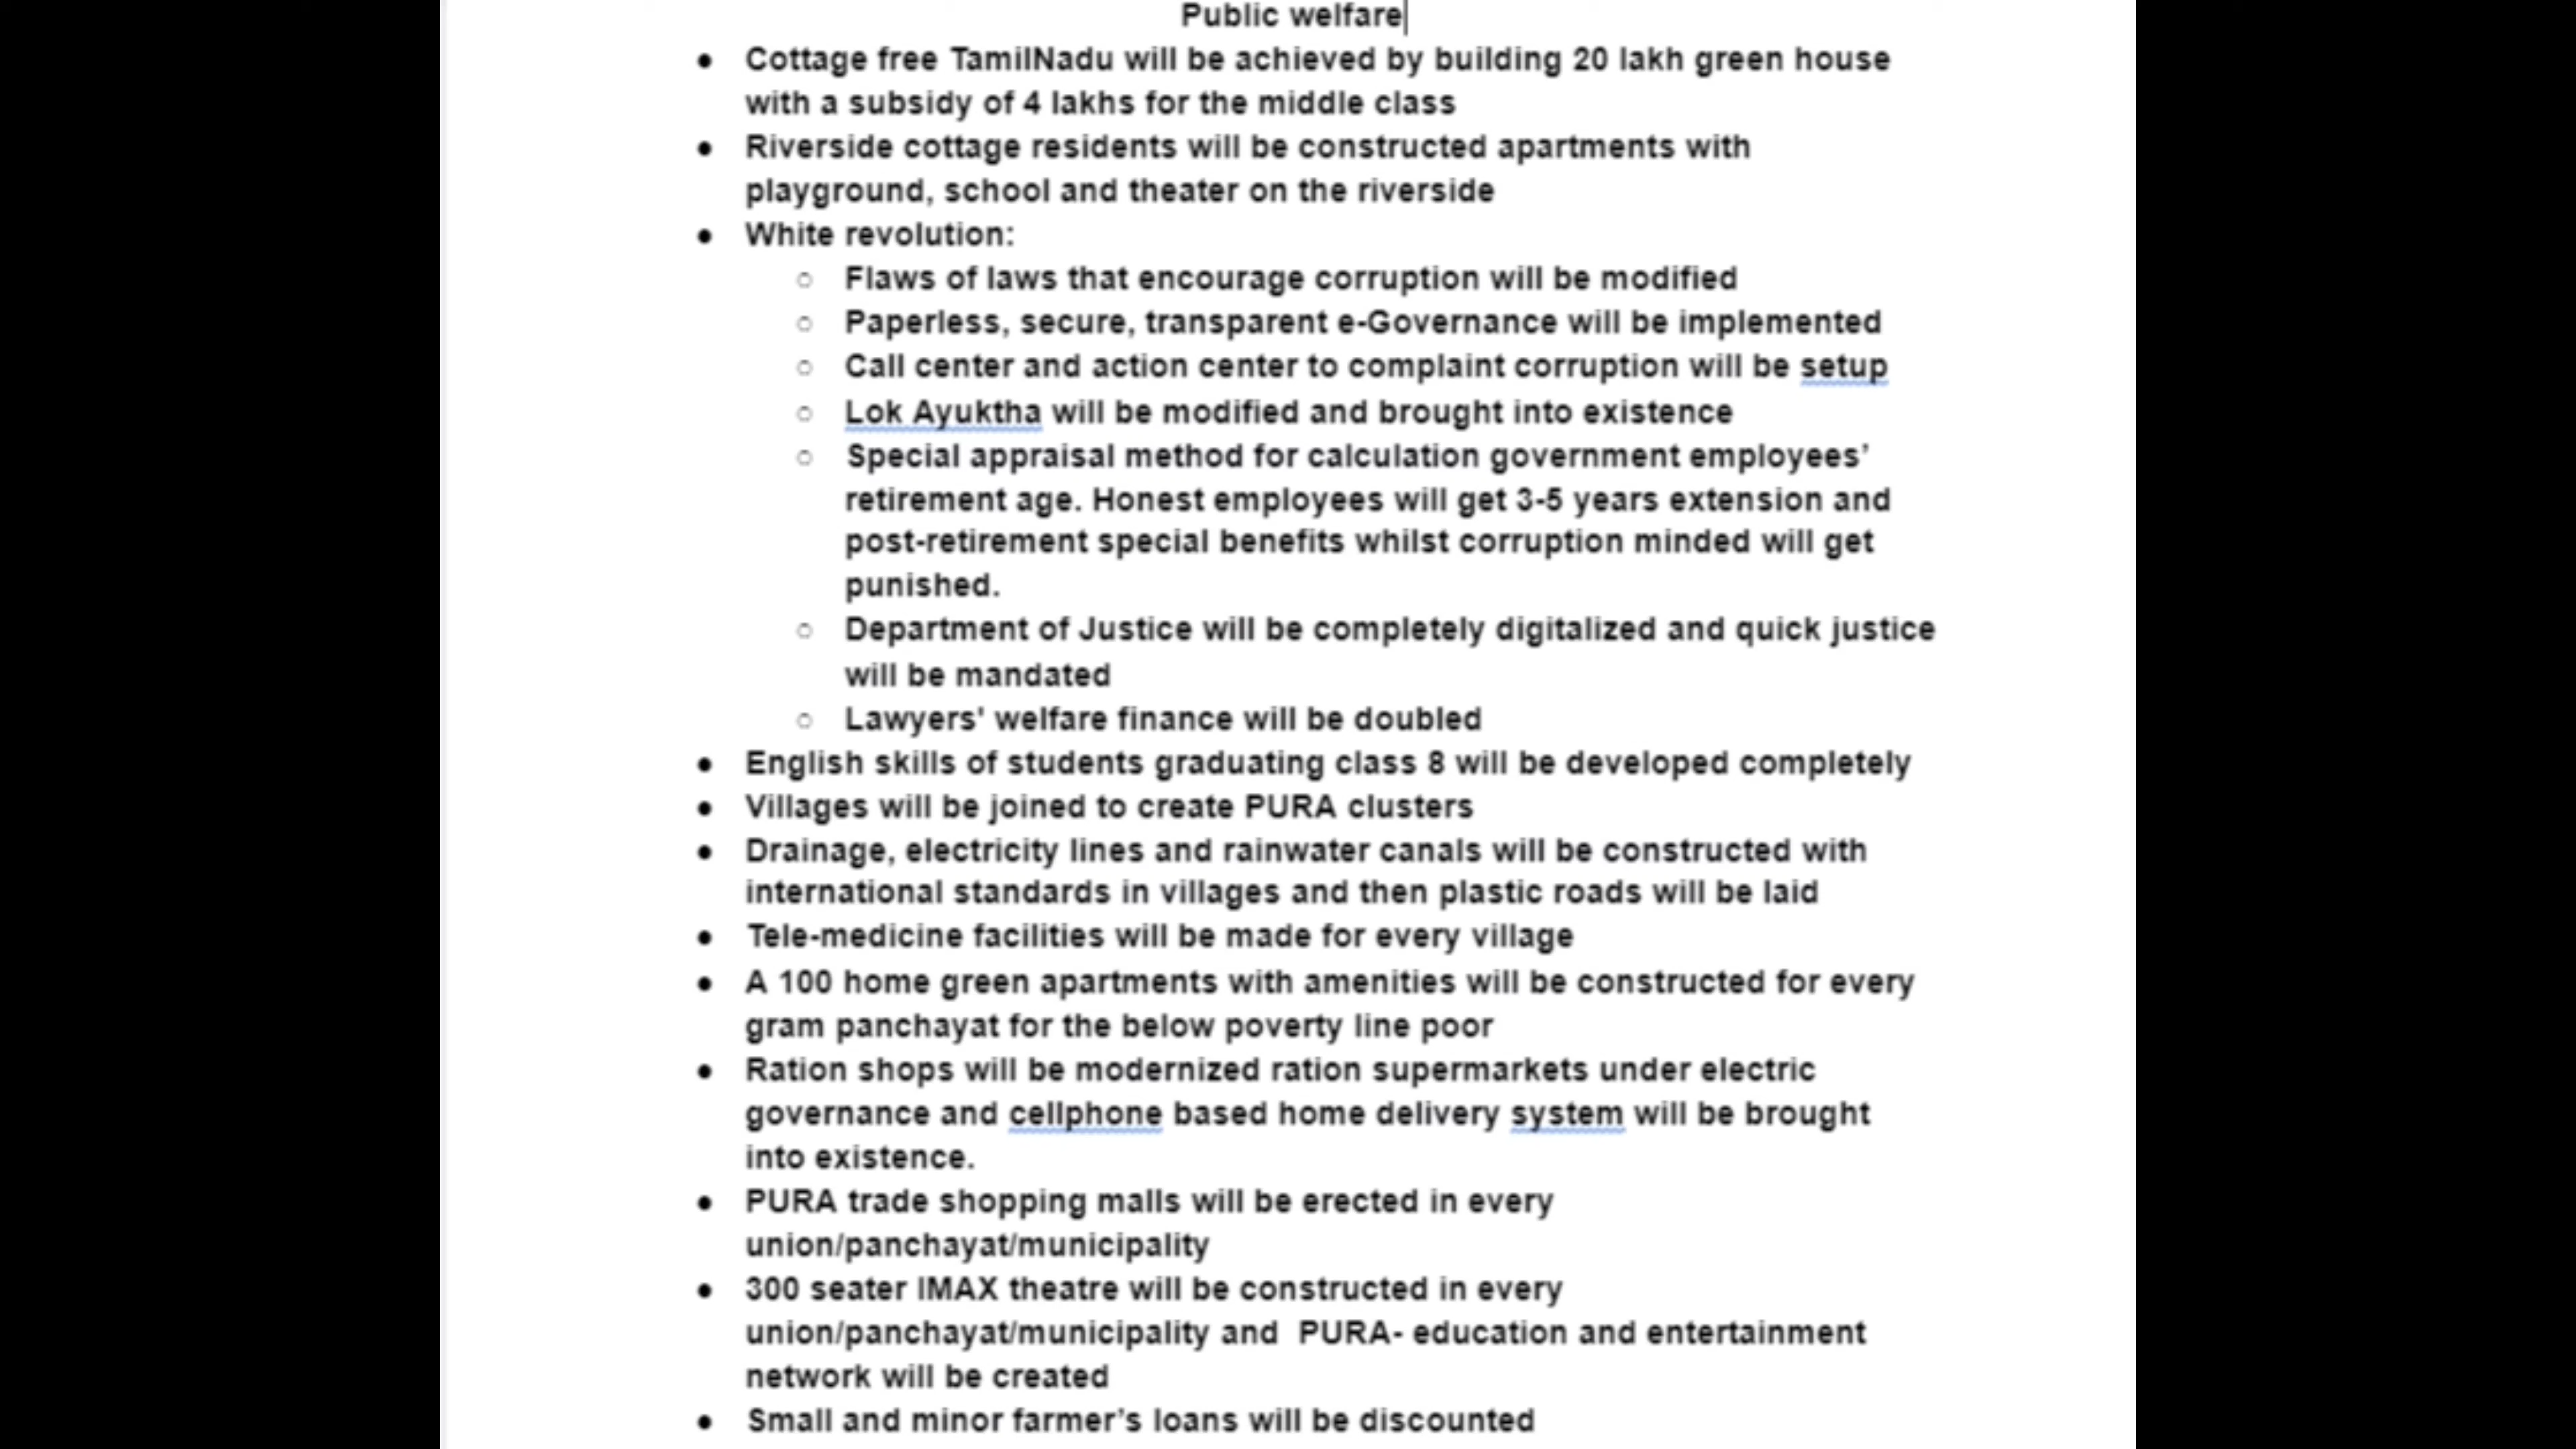 Public welfare
● Cottage free TamilNadu will be achieved by building 20 lakh green house
with a subsidy of 4 lakhs for the middle class
● Riverside cottage residents will be constructed apartments with
playground, school and theater on the riverside
● White revolution:
○ Flaws of laws that encourage corruption will be modified
○ Paperless, secure, transparent e-Governance will be implemented
○ Call center and action center to complaint corruption will be setup
○ Lok Ayuktha will be modified and brought into existence
○ Special appraisal method for calculation government employees’
retirement age. Honest employees will get 3-5 years extension and
post-retirement special benefits whilst corruption minded will get
punished.
○ Department of Justice will be completely digitalized and quick justice
will be mandated
○ Lawyers' welfare finance will be doubled
● English skills of students graduating class 8 will be developed completely
● Villages will be joined to create PURA clusters
● Drainage, electricity lines and rainwater canals will be constructed with
international standards in villages and then plastic roads will be laid
● Tele-medicine facilities will be made for every village
● A 100 home green apartments with amenities will be constructed for every
gram panchayat for the below poverty line poor
● Ration shops will be modernized ration supermarkets under electric
governance and cellphone based home delivery system will be brought
into existence.
● PURA trade shopping malls will be erected in every
union/panchayat/municipality
● 300 seater IMAX theatre will be constructed in every
union/panchayat/municipality and  PURA- education and entertainment
network will be created
● Small and minor farmer’s loans will be discounted